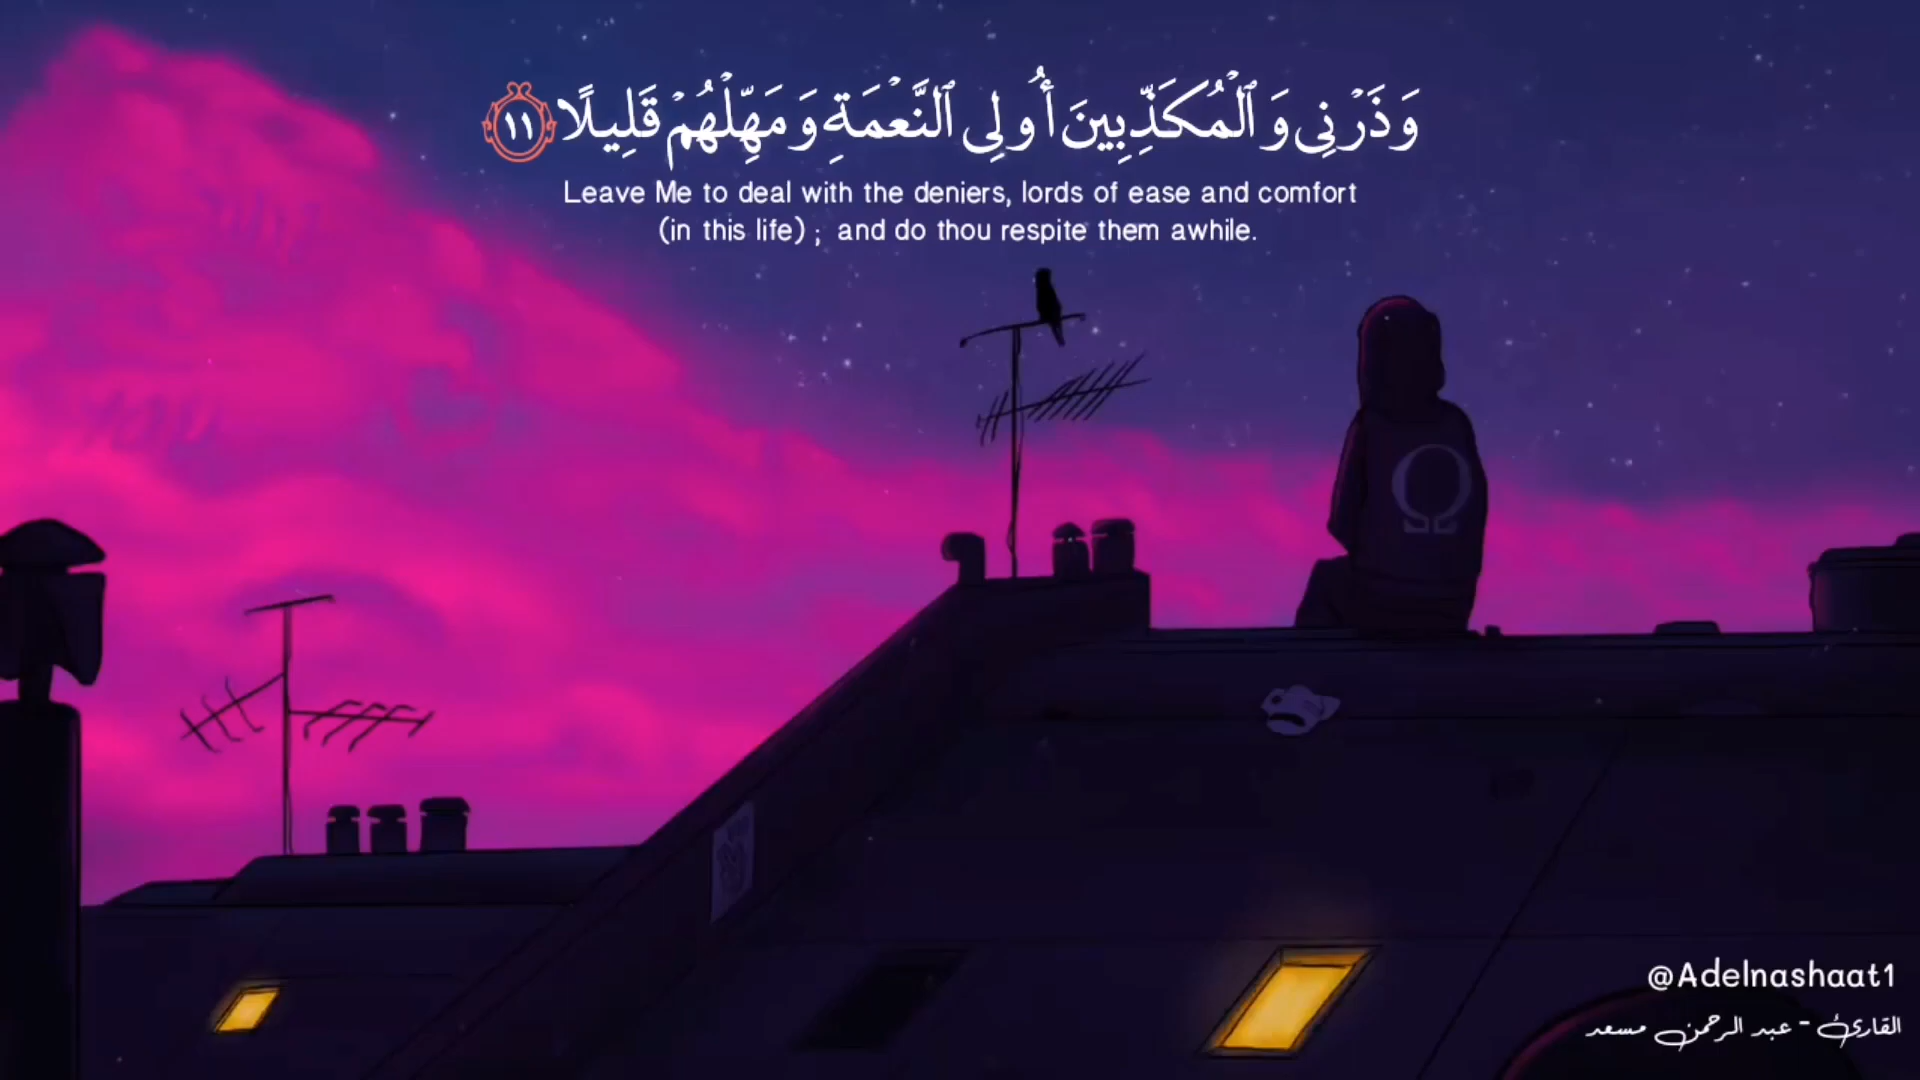 وَذَرْنِى وَٱلْمُكَذِّبِينَ أُو۟لِى ٱلنَّعْمَةِ وَمَهِّلْهُمْ قَلِيلًا ١١
Leave Me to deal with the deniers, lords of ease and comfort
(in this life) ; and do thou respite them awhile.
Ω
@Adelnashaat1
القارئ - عبد الرحمن مسعد